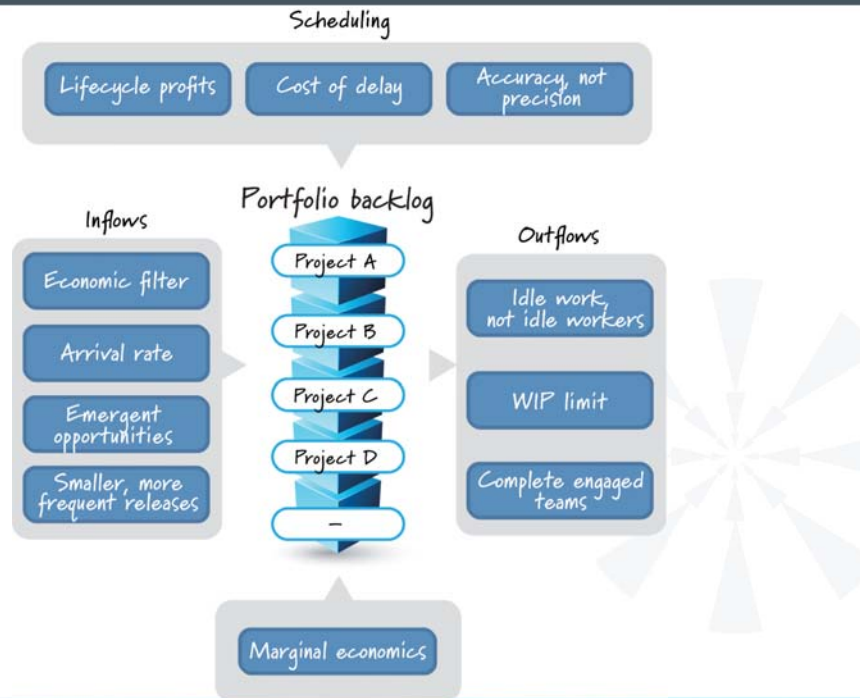 Scheduling
Lifecycle profits
Cost of delay
Accuracy, not
precision
Portfolio backlog
Inflows
Economic filter
Arrival rate
Emergent
opportunities
Smaller, more
frequent releases
Project A
Project B
Project C
Project D
–
Outflows
Idle work,
not idle workers
WIP limit
Complete engaged
teams
Marginal economics